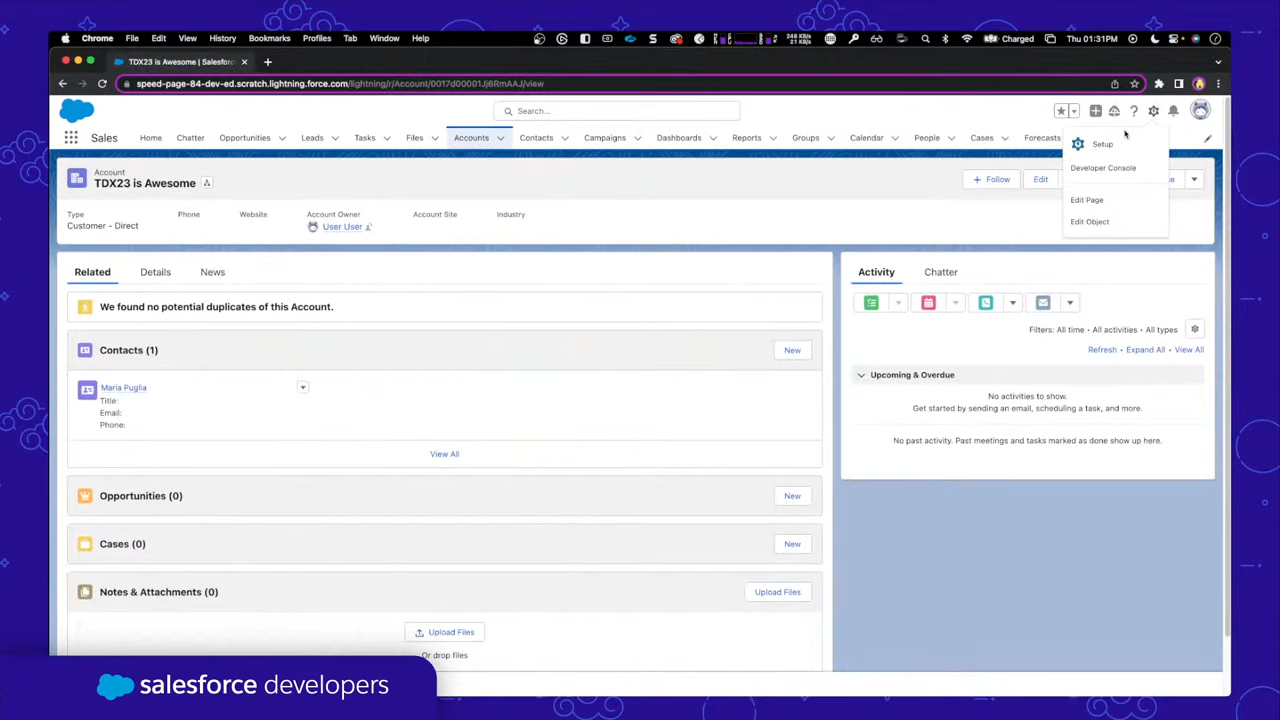 Chrome File Edit View History Bookmarks Profiles Tab Window Help
248 KB/s
21 KB/s
Charged
Thu 01:31PM
TDX23 is Awesome | Salesforc
speed-page-84-dev-ed.scratch.lightning.force.com/lightning/r/Account/0017d00001Jj6RmAAJ/view
Search...
Sales Home Chatter Opportunities Leads Tasks Files Accounts Contacts Campaigns Dashboards Reports Groups Calendar People Cases Forecasts
Setup
Developer Console
Edit Page
Edit Object
Account
TDX23 is Awesome
+ Follow
Edit
Type Phone Website Account Owner Account Site Industry
Customer - Direct User User
Related Details News
We found no potential duplicates of this Account.
Contacts (1)
New
Maria Puglia
Title:
Email:
Phone:
View All
Opportunities (0)
New
Cases (0)
New
Notes & Attachments (0)
Upload Files
Upload Files
Or drop files
Activity Chatter
Filters: All time • All activities • All types
Refresh • Expand All • View All
Upcoming & Overdue
No activities to show.
Get started by sending an email, scheduling a task, and more.
No past activity. Past meetings and tasks marked as done show up here.
salesforce developers